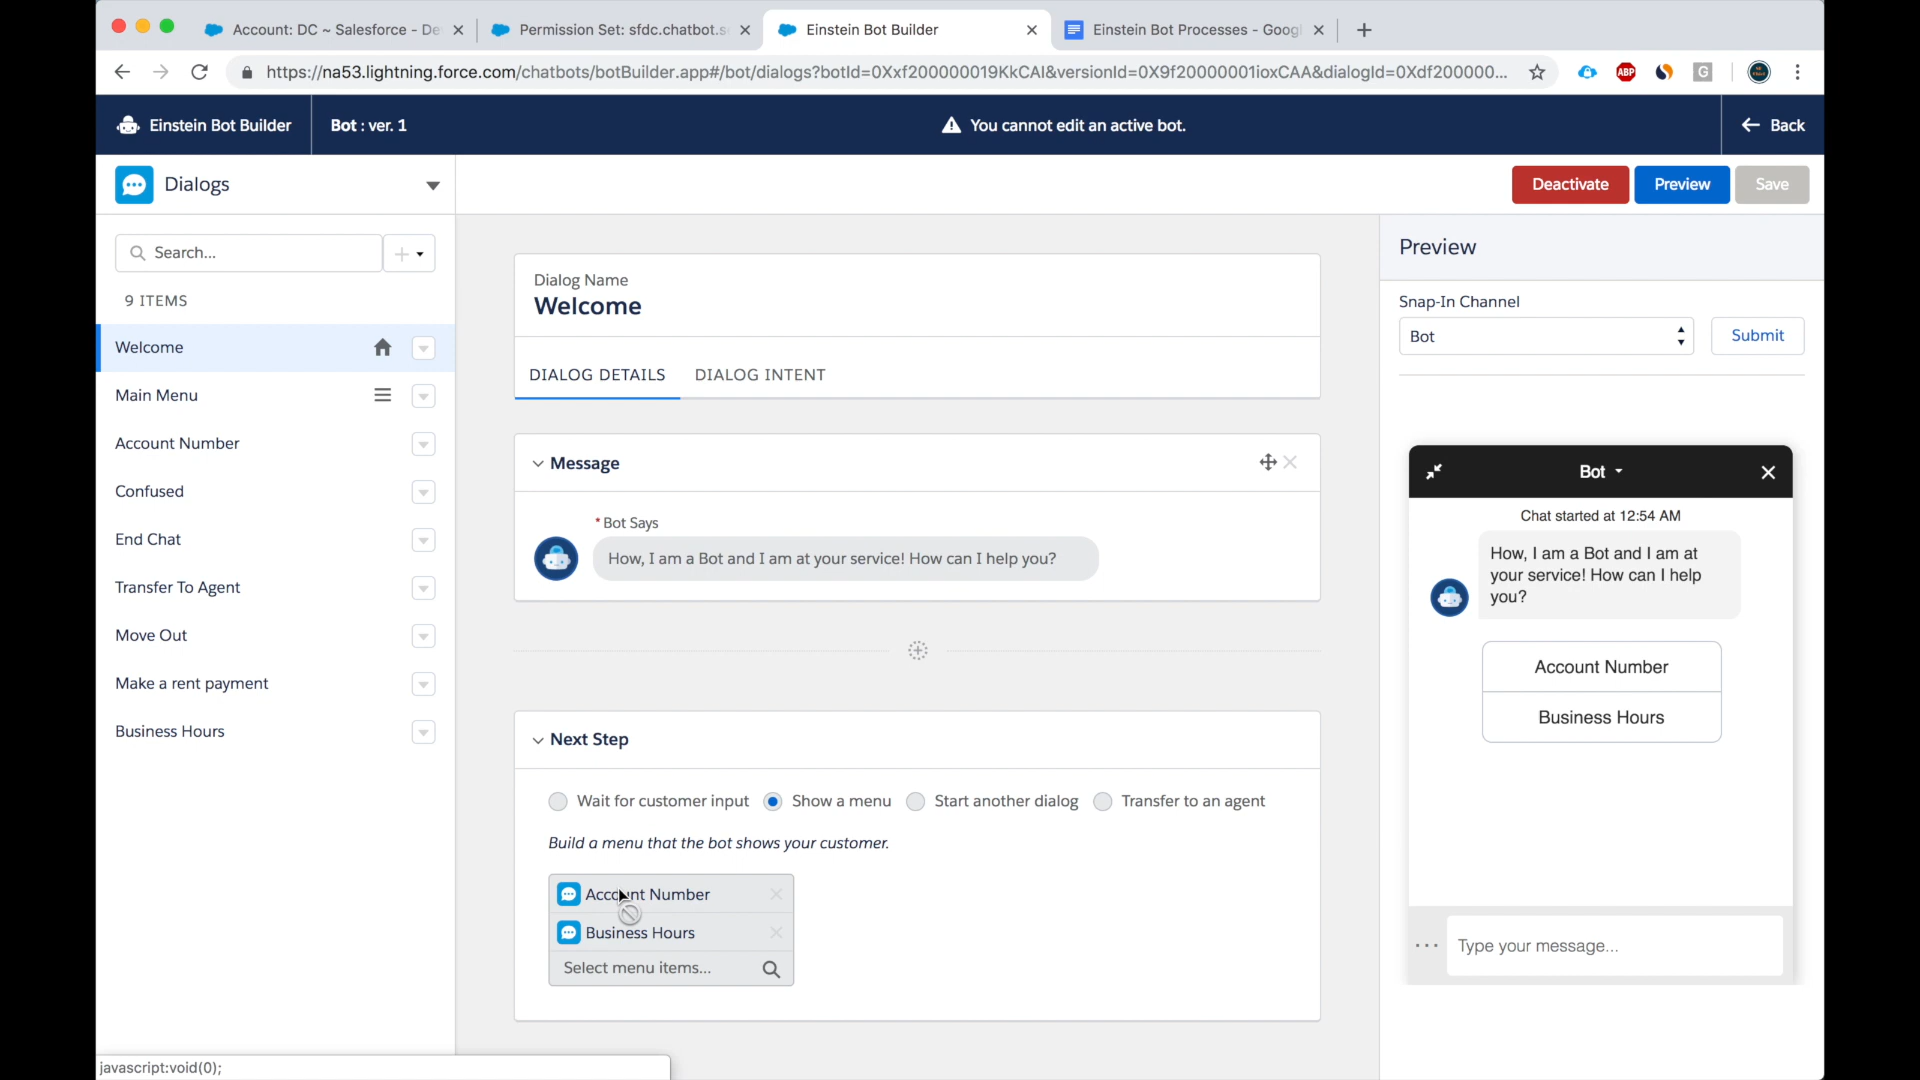 Account: DC ~ Salesforce - De
Permission Set: sfdc.chatbot.s
Einstein Bot Builder
Einstein Bot Processes - Googl
https://na53.lightning.force.com/chatbots/botBuilder.app#/bot/dialogs?botId=0Xxf200000019KkCAI&versionId=0X9f20000001ioxCAA&dialogId=0Xdf200000...
ABP
G
Einstein Bot Builder
Bot : ver. 1
You cannot edit an active bot.
Back
Dialogs
Deactivate
Preview
Save
Search...
9 ITEMS
Welcome
Main Menu
Account Number
Confused
End Chat
Transfer To Agent
Move Out
Make a rent payment
Business Hours
Dialog Name
Welcome
DIALOG DETAILS
DIALOG INTENT
Message
* Bot Says
How, I am a Bot and I am at your service! How can I help you?
Next Step
Wait for customer input
Show a menu
Start another dialog
Transfer to an agent
Build a menu that the bot shows your customer.
Account Number
Business Hours
Select menu items...
Preview
Snap-In Channel
Bot
Submit
Bot
Chat started at 12:54 AM
How, I am a Bot and I am at
your service! How can I help
you?
Account Number
Business Hours
Type your message...
javascript:void(0);